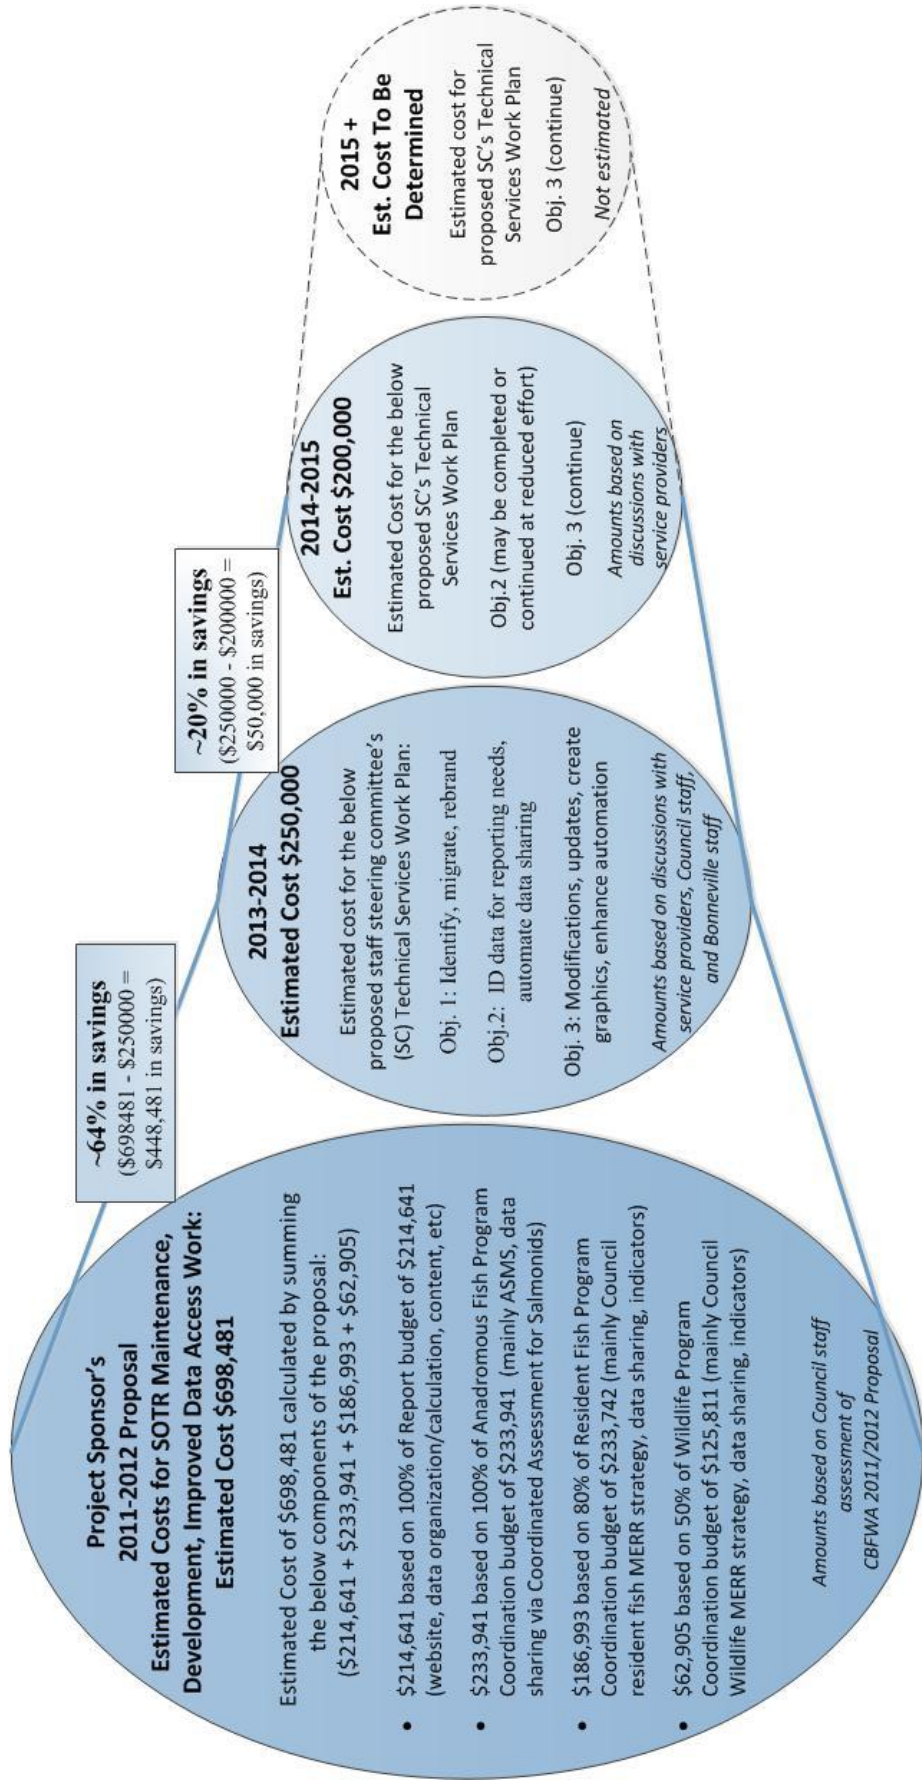 Project Sponsor's
2011-2012 Proposal
Estimated Costs for SOTR Maintenance,
Development, Improved Data Access Work:
Estimated Cost $698,481
Estimated Cost of $698,481 calculated by summing
the below components of the proposal:
($214,641 + $233,941 + $186,993 + $62,905)
• $214,641 based on 100% of Report budget of $214,641
(website, data organization/calculation, content, etc)
• $233,941 based on 100% of Anadromous Fish Program
Coordination budget of $233,941 (mainly ASMS, data
sharing via Coordinated Assessment for Salmonids)
• $186,993 based on 80% of Resident Fish Program
Coordination budget of $233,742 (mainly Council
resident fish MERR strategy, data sharing, indicators)
• $62,905 based on 50% of Wildlife Program
Coordination budget of $125,811 (mainly Council
Wildlife MERR strategy, data sharing, indicators)
Amounts based on Council staff
assessment of
CBFWA 2011/2012 Proposal
~64% in savings
($698481 - $250000 =
$448,481 in savings)
2013-2014
Estimated Cost $250,000
Estimated cost for the below
proposed staff steering committee's
(SC) Technical Services Work Plan:
Obj. 1: Identify, migrate, rebrand
Obj.2: ID data for reporting needs,
automate data sharing
Obj. 3: Modifications, updates, create
graphics, enhance automation
Amounts based on discussions with
service providers, Council staff,
and Bonneville staff
~20% in savings
($250000 - $200000 =
$50,000 in savings)
2014-2015
Est. Cost $200,000
Estimated Cost for the below
proposed SC's Technical
Services Work Plan
Obj.2 (may be completed or
continued at reduced effort)
Obj. 3 (continue)
Amounts based on
discussions with
service providers
2015 +
Est. Cost To Be
Determined
Estimated cost for
proposed SC's Technical
Services Work Plan
Obj. 3 (continue)
Not estimated